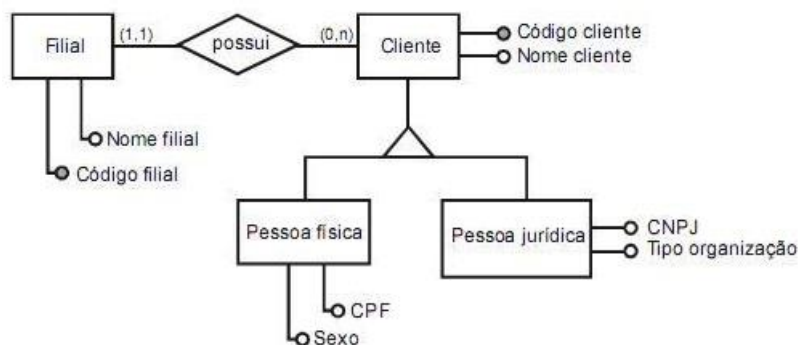 Filial
(1,1)
possui
(0,n)
Cliente
Código cliente
Nome cliente
Nome filial
Código filial
Pessoa física
Pessoa jurídica
CNPJ
Tipo organização
CPF
Sexo